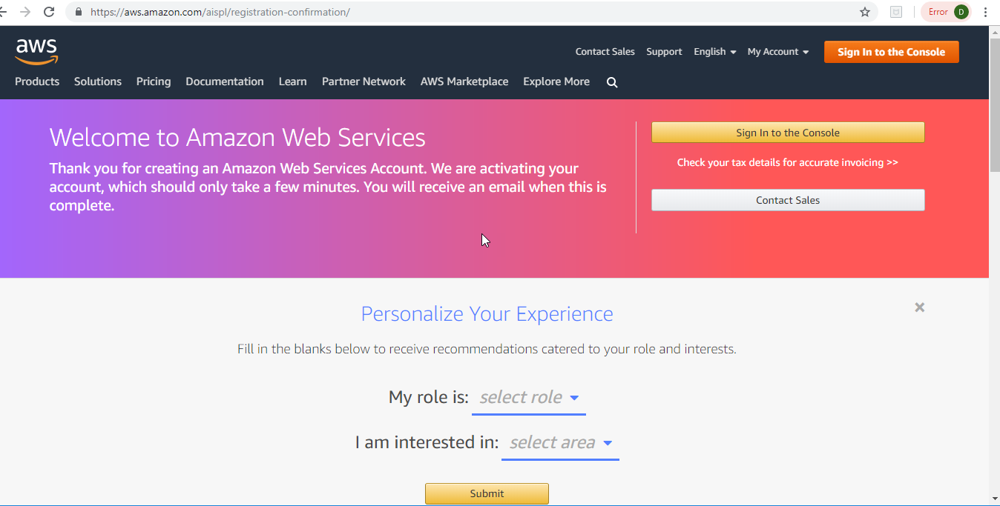 https://aws.amazon.com/aispl/registration-confirmation/
Error D
aws
Contact Sales Support English My Account Sign In to the Console
Products Solutions Pricing Documentation Learn Partner Network AWS Marketplace Explore More
Welcome to Amazon Web Services
Thank you for creating an Amazon Web Services Account. We are activating your
account, which should only take a few minutes. You will receive an email when this is
complete.
Sign In to the Console
Check your tax details for accurate invoicing >>
Contact Sales
Personalize Your Experience
Fill in the blanks below to receive recommendations catered to your role and interests.
My role is: select role
I am interested in: select area
Submit